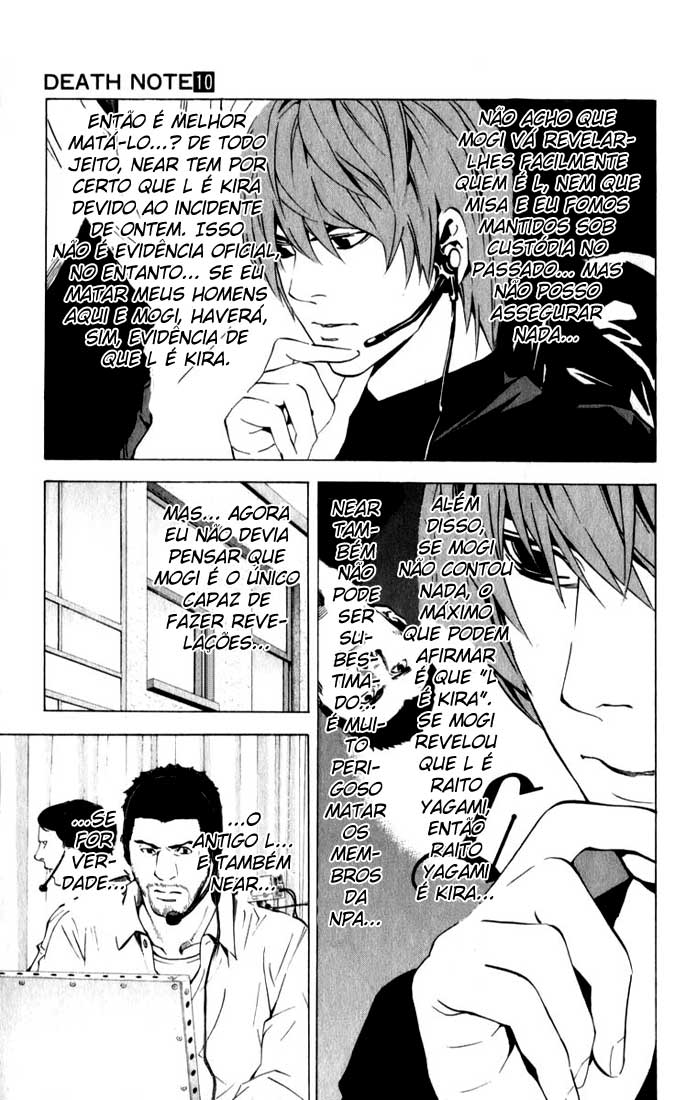 DEATH NOTE 10
NÃO ACHO QUE
MOGI VÁ REVELAR-
LHES FACILMENTE
QUEM É L, NEM QUE
MISA E EU FOMOS
MANTIDOS SOB
CUSTÓDIA NO
PASSADO... MAS
NÃO POSSO
ASSEGURAR
NADA...
ENTÃO É MELHOR
MATÁ-LO...? DE TODO
JEITO, NEAR TEM POR
CERTO QUE L É KIRA
DEVIDO AO INCIDENTE
DE ONTEM. ISSO
NÃO É EVIDÊNCIA OFICIAL,
NO ENTANTO... SE EU
MATAR MEUS HOMENS
AQUI E MOGI, HAVERÁ,
SIM, EVIDÊNCIA DE
QUE L É KIRA.
ALÉM
DISSO,
SE MOGI
NÃO CONTOU
NADA, O
MÁXIMO
QUE PODEM
AFIRMAR
É QUE "L
É KIRA".
SE MOGI
REVELOU
QUE L É
RAITO
YAGAMI,
ENTÃO
RAITO
YAGAMI
É KIRA...
NEAR
TAM-
BÉM
NÃO
PODE
SER
SU-
BES-
TIMA-
DO...
É MUI-
TO
PERI-
GOSO
MATAR
OS
MEM-
BROS
DA
NPA...
MAS... AGORA
EU NÃO DEVIA
PENSAR QUE
MOGI É O ÚNICO
CAPAZ DE
FAZER REVE-
LAÇÕES...
...O
ANTIGO L...
E TAMBÉM
NEAR...
...SE
FOR
VER-
DADE...